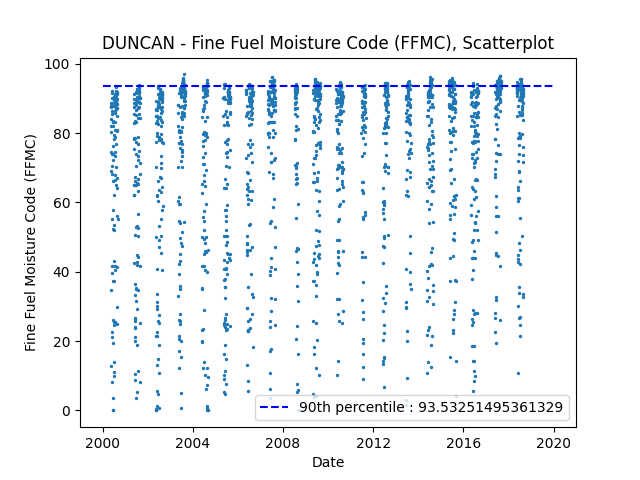 DUNCAN - Fine Fuel Moisture Code (FFMC), Scatterplot
Fine Fuel Moisture Code (FFMC)
100
80
60
40
20
0
90th percentile : 93.53251495361329
2000 2004 2008 2012 2016 2020
Date